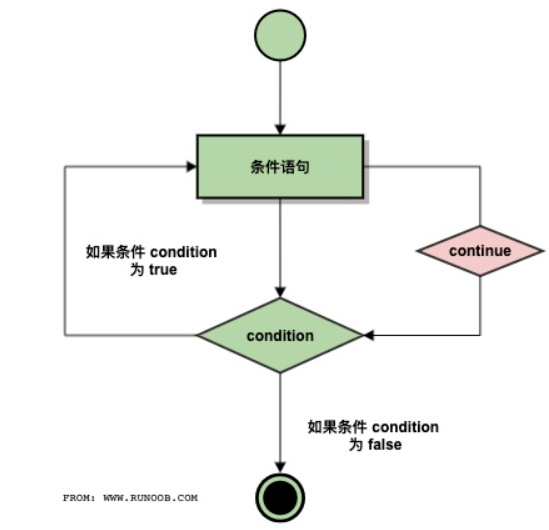 条件语句
如果条件 condition
为 true
continue
condition
如果条件 condition
为 false
FROM: WWW.RUNOOB.COM